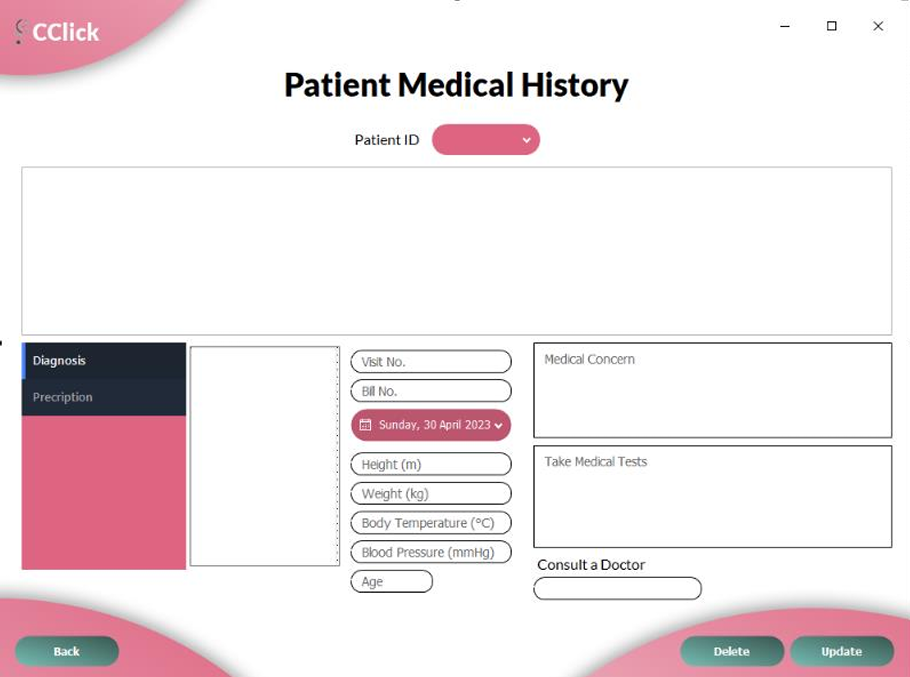 CClick
Patient Medical History
Patient ID
Diagnosis
Precription
Visit No.
Bill No.
Sunday, 30 April 2023
Height (m)
Weight (kg)
Body Temperature (°C)
Blood Pressure (mmHg)
Age
Medical Concern
Take Medical Tests
Consult a Doctor
Back
Delete
Update